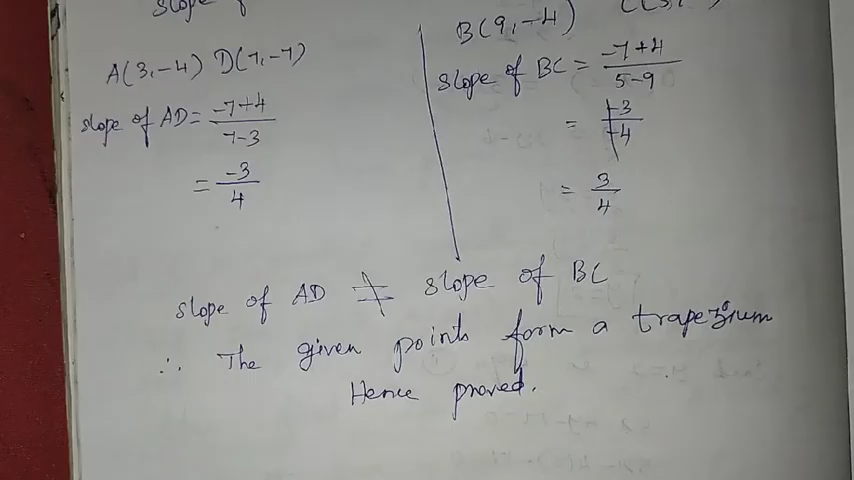 slope of
A(3,-4) D(7,-7)
slope of AD = -7+4 / 7-3
= -3/4
B(9,-4)
slope of BC = -7+4 / 5-9
= -3/-4
= 3/4
slope of AD ≠ slope of BC
∴ The given points form a trapezium
Hence proved.